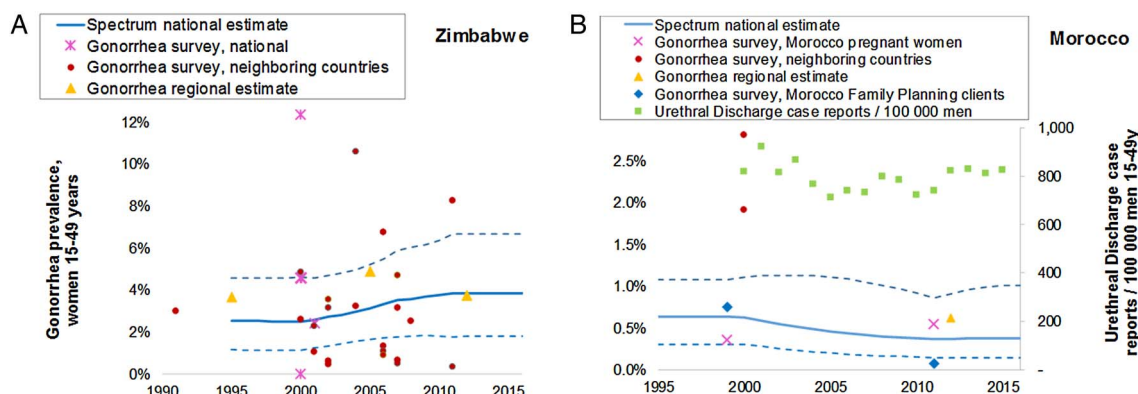 A
Spectrum national estimate
Gonorrhea survey, national
Gonorrhea survey, neighboring countries
Gonorrhea regional estimate
Zimbabwe
Gonorrhea prevalence,
women 15-49 years
12%
10%
8%
6%
4%
2%
0%
1990
1995
2000
2005
2010
2015
B
Spectrum national estimate
Gonorrhea survey, Morocco pregnant women
Gonorrhea survey, neighboring countries
Gonorrhea regional estimate
Gonorrhea survey, Morocco Family Planning clients
Urethral Discharge case reports / 100 000 men
Morocco
2.5%
2.0%
1.5%
1.0%
0.5%
0.0%
1995
2000
2005
2010
2015
1,000
800
600
400
200
-
Urethral Discharge case
reports / 100 000 men 15-49y